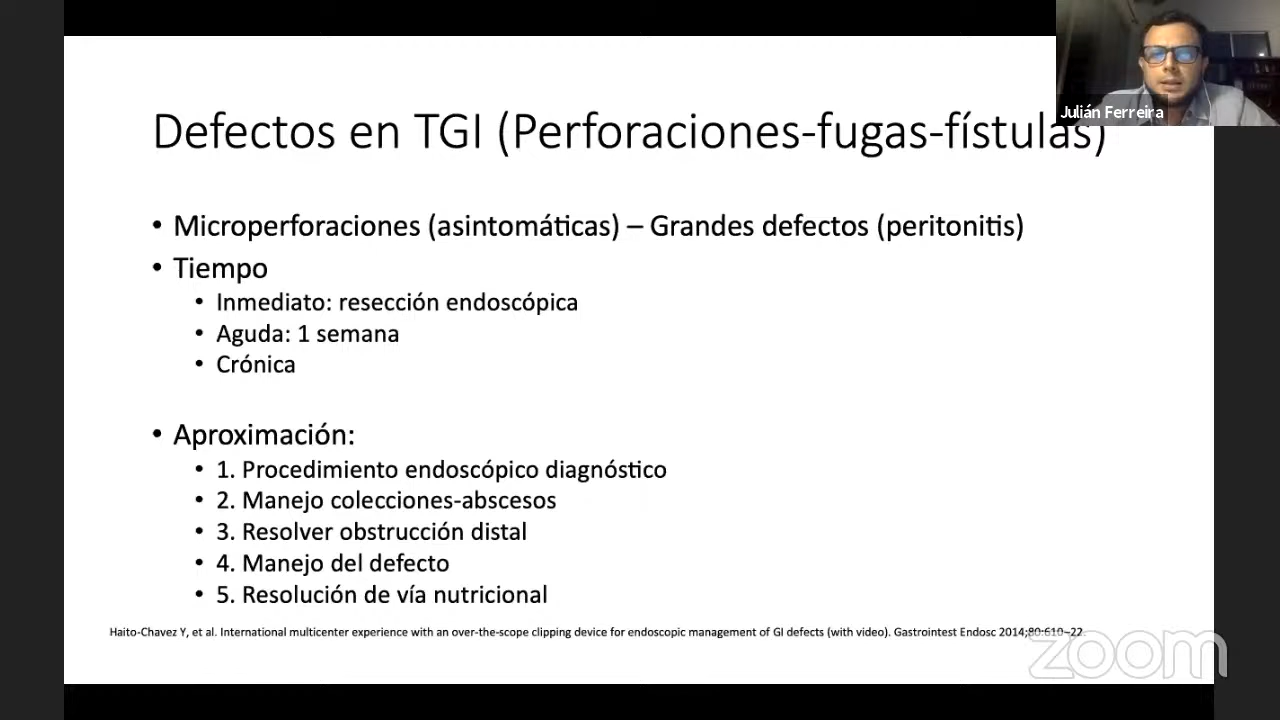 Julián Ferreira
Defectos en TGI (Perforaciones-fugas-fístulas)
• Microperforaciones (asintomáticas) – Grandes defectos (peritonitis)
• Tiempo
• Inmediato: resección endoscópica
• Aguda: 1 semana
• Crónica
• Aproximación:
• 1. Procedimiento endoscópico diagnóstico
• 2. Manejo colecciones-abscesos
• 3. Resolver obstrucción distal
• 4. Manejo del defecto
• 5. Resolución de vía nutricional
Haito-Chavez Y, et al. International multicenter experience with an over-the-scope clipping device for endoscopic management of GI defects (with video). Gastrointest Endosc 2014;80:610–22.
zoom